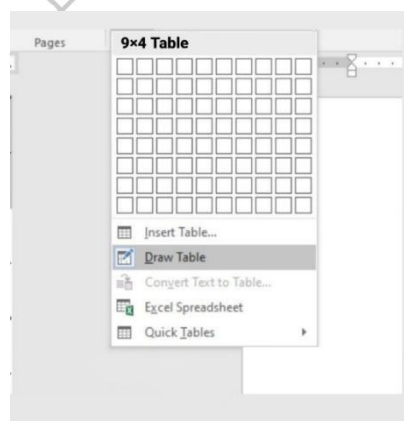 Pages
9×4 Table
Insert Table...
Draw Table
Convert Text to Table...
Excel Spreadsheet
Quick Tables